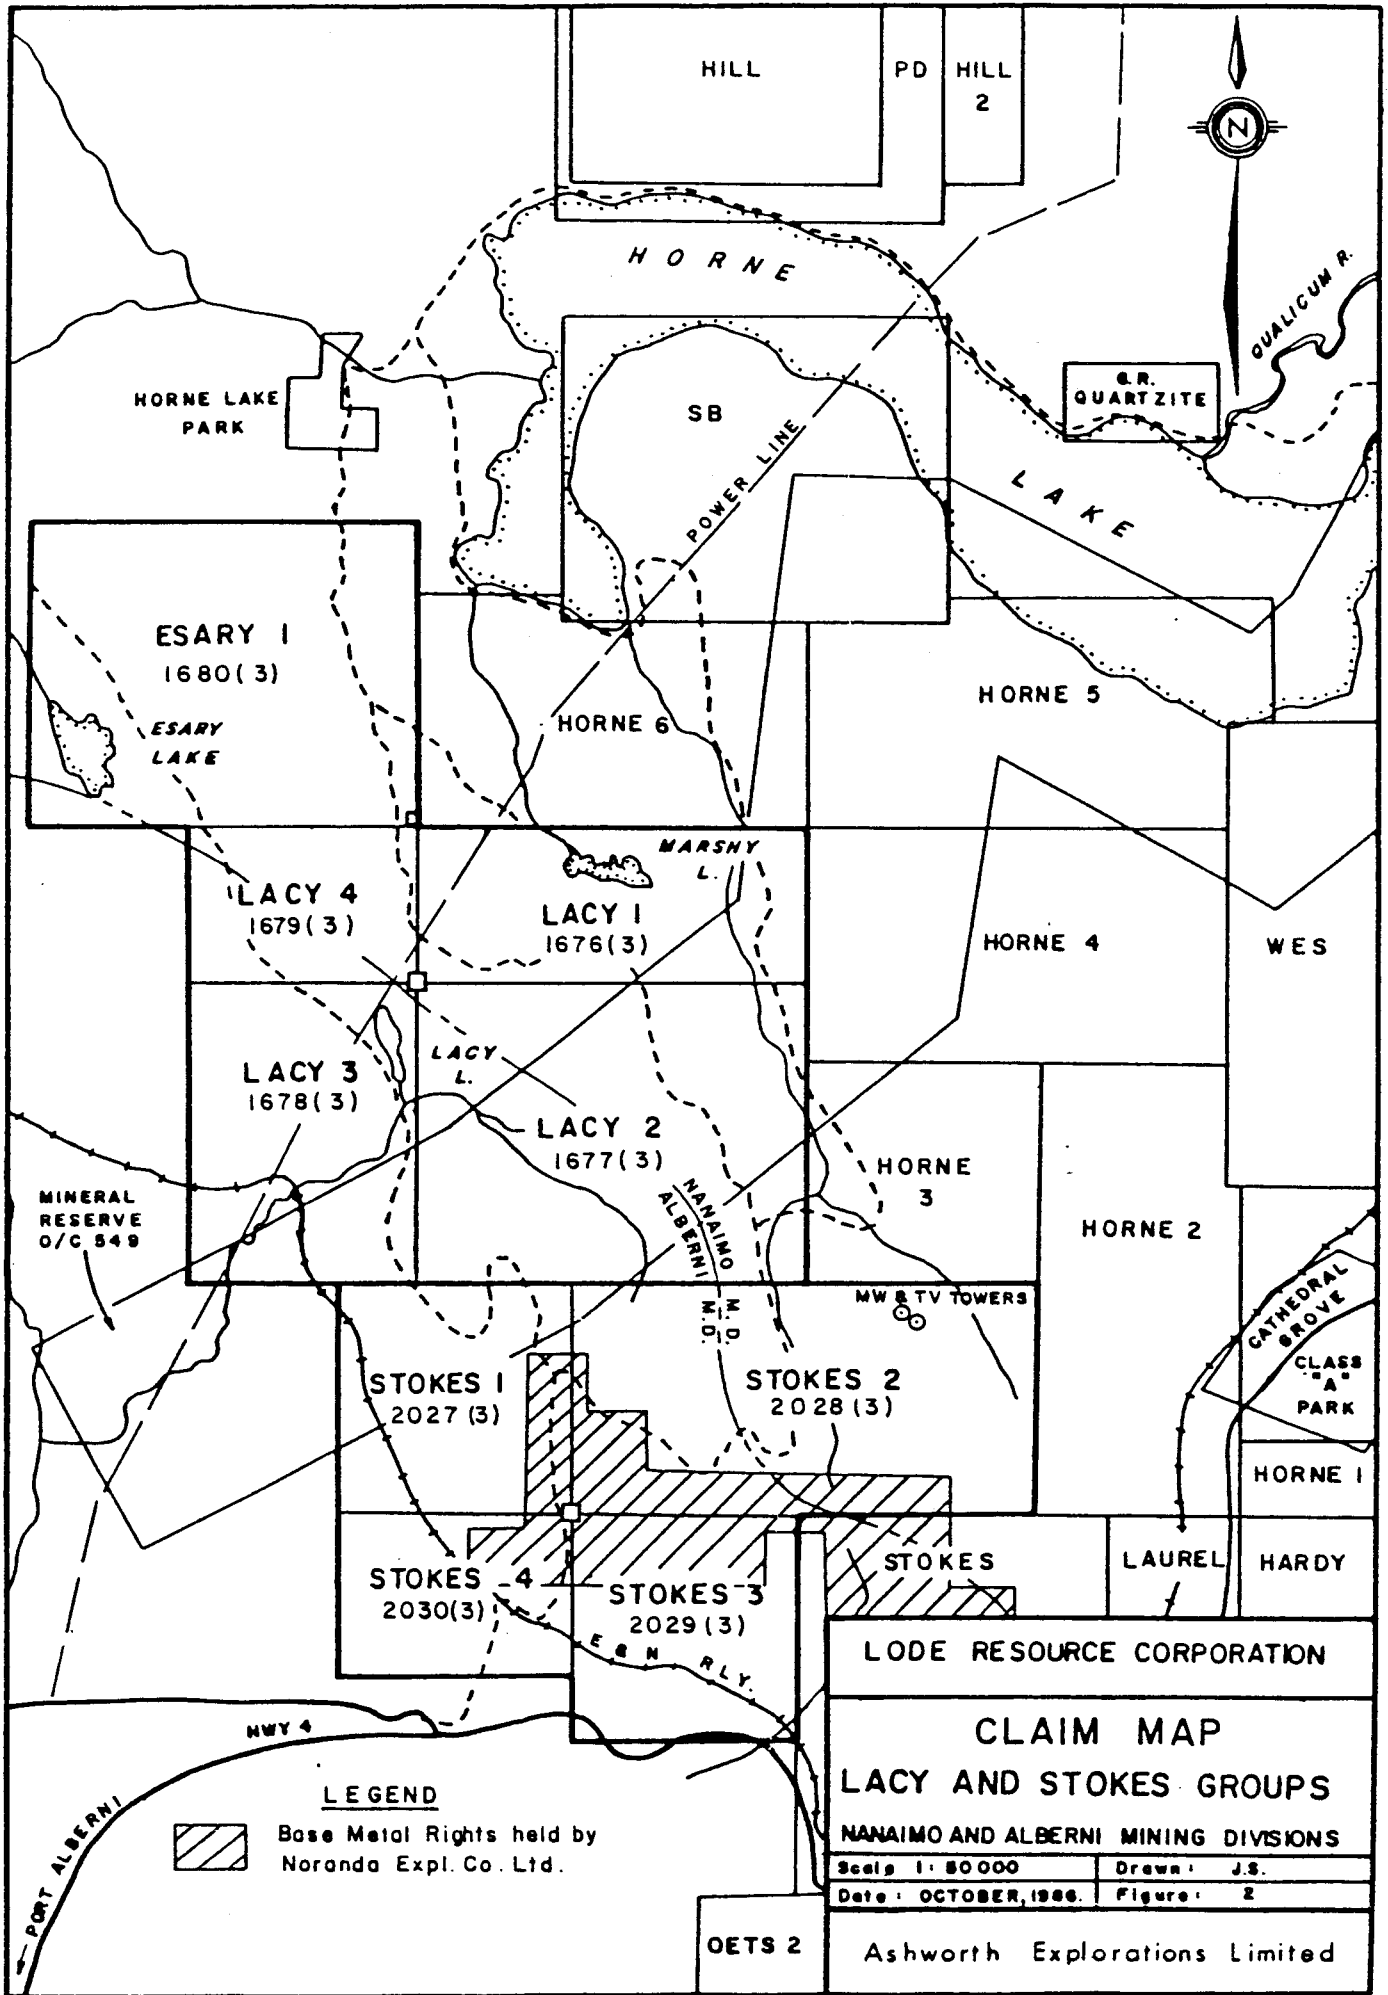 HILL
PD
HILL
2
N
HORNE
QUALICUM R.
HORNE LAKE
PARK
SB
POWER LINE
G.R.
QUARTZITE
LAKE
ESARY 1
1680(3)
ESARY
LAKE
HORNE 6
HORNE 5
MARSHY
L.
LACY 4
1679(3)
LACY 1
1676(3)
HORNE 4
WES
LACY
L.
LACY 3
1678(3)
LACY 2
1677(3)
HORNE
3
MINERAL
RESERVE
O/C 549
NANAIMO M.D.
ALBERNI M.D.
HORNE 2
MW & TV TOWERS
CATHEDRAL
GROVE
CLASS
"A"
PARK
STOKES 1
2027(3)
STOKES 2
2028(3)
HORNE 1
STOKES 4
2030(3)
STOKES 3
2029(3)
STOKES
LAUREL
HARDY
E & N RLY.
HWY 4
PORT ALBERNI
LEGEND
Base Metal Rights held by
Noranda Expl. Co. Ltd.
OETS 2
LODE RESOURCE CORPORATION
CLAIM MAP
LACY AND STOKES GROUPS
NANAIMO AND ALBERNI MINING DIVISIONS
Scale 1:50000
Drawn: J.S.
Date: OCTOBER, 1986.
Figure: 2
Ashworth Explorations Limited